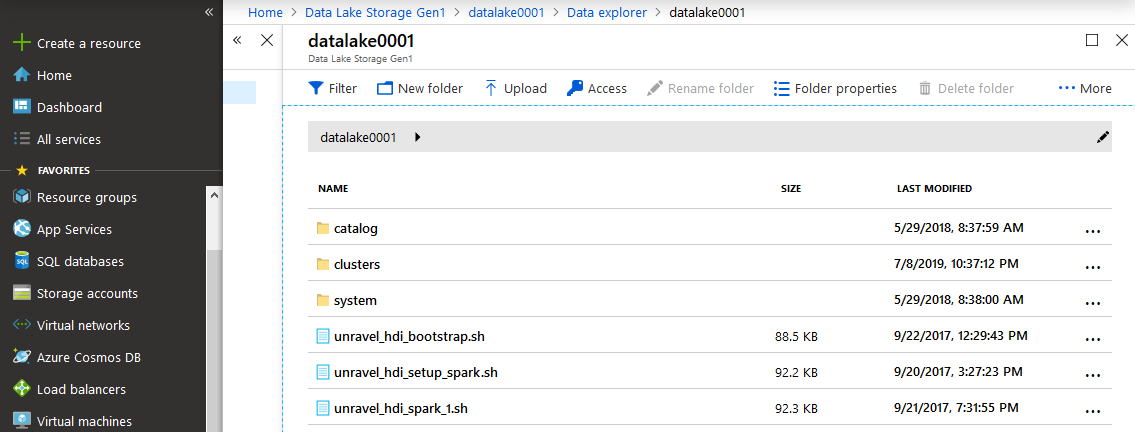 Home > Data Lake Storage Gen1 > datalake0001 > Data explorer > datalake0001
Create a resource
Home
Dashboard
All services
FAVORITES
Resource groups
App Services
SQL databases
Storage accounts
Virtual networks
Azure Cosmos DB
Load balancers
Virtual machines
datalake0001
Data Lake Storage Gen1
Filter New folder Upload Access Rename folder Folder properties Delete folder More
datalake0001
NAME SIZE LAST MODIFIED
catalog 5/29/2018, 8:37:59 AM
clusters 7/8/2019, 10:37:12 PM
system 5/29/2018, 8:38:00 AM
unravel_hdi_bootstrap.sh 88.5 KB 9/22/2017, 12:29:43 PM
unravel_hdi_setup_spark.sh 92.2 KB 9/20/2017, 3:27:23 PM
unravel_hdi_spark_1.sh 92.3 KB 9/21/2017, 7:31:55 PM